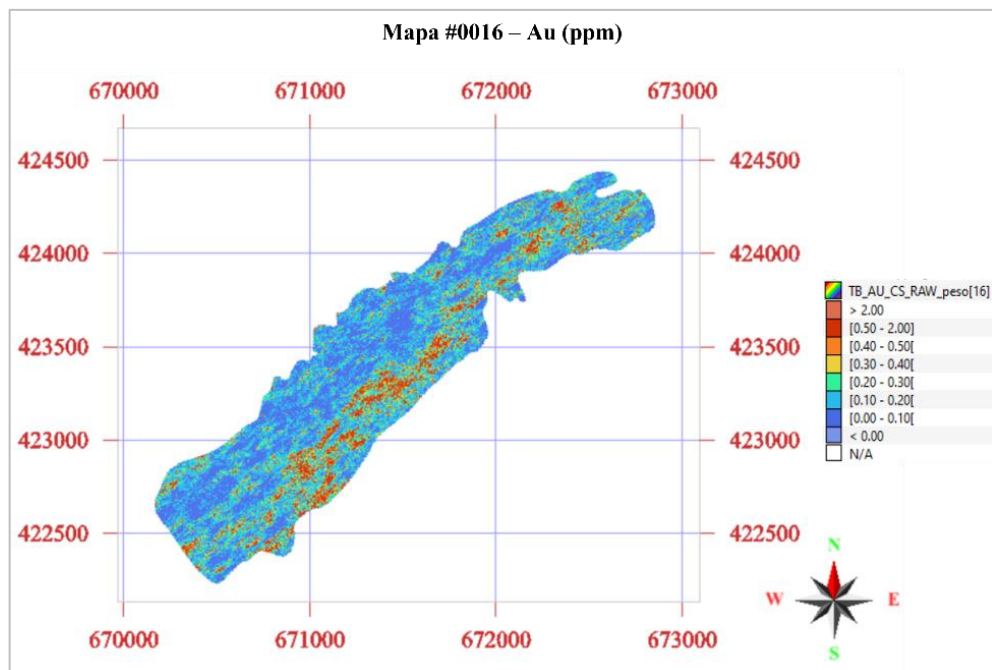 Mapa #0016 – Au (ppm)
670000 671000 672000 673000
424500 424500
424000 424000
423500 423500
423000 423000
422500 422500
670000 671000 672000 673000
TB_AU_CS_RAW_peso[16]
> 2.00
[0.50 - 2.00]
[0.40 - 0.50[
[0.30 - 0.40[
[0.20 - 0.30[
[0.10 - 0.20[
[0.00 - 0.10[
< 0.00
N/A
N
W E
S